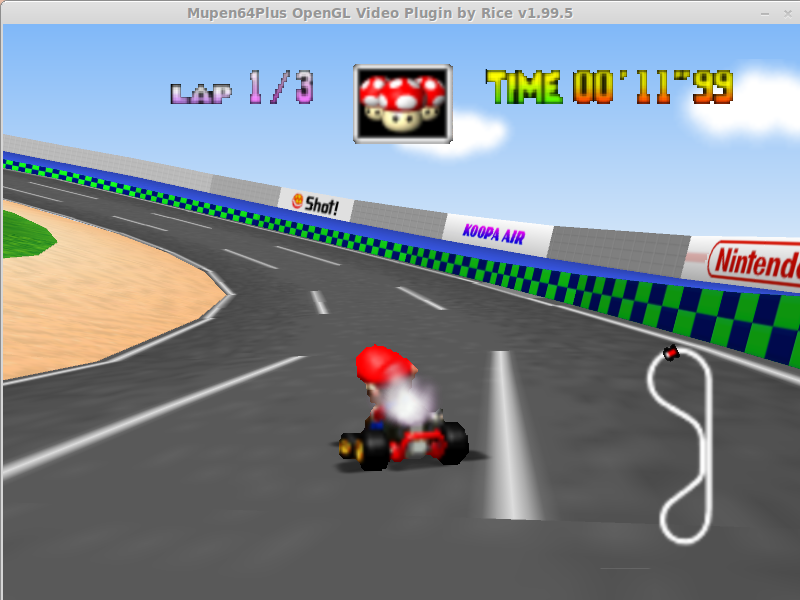 Mupen64Plus OpenGL Video Plugin by Rice v1.99.5
LAP 1/3
TIME 00'11"99
Shot!
KOOPA AIR
Nintendo